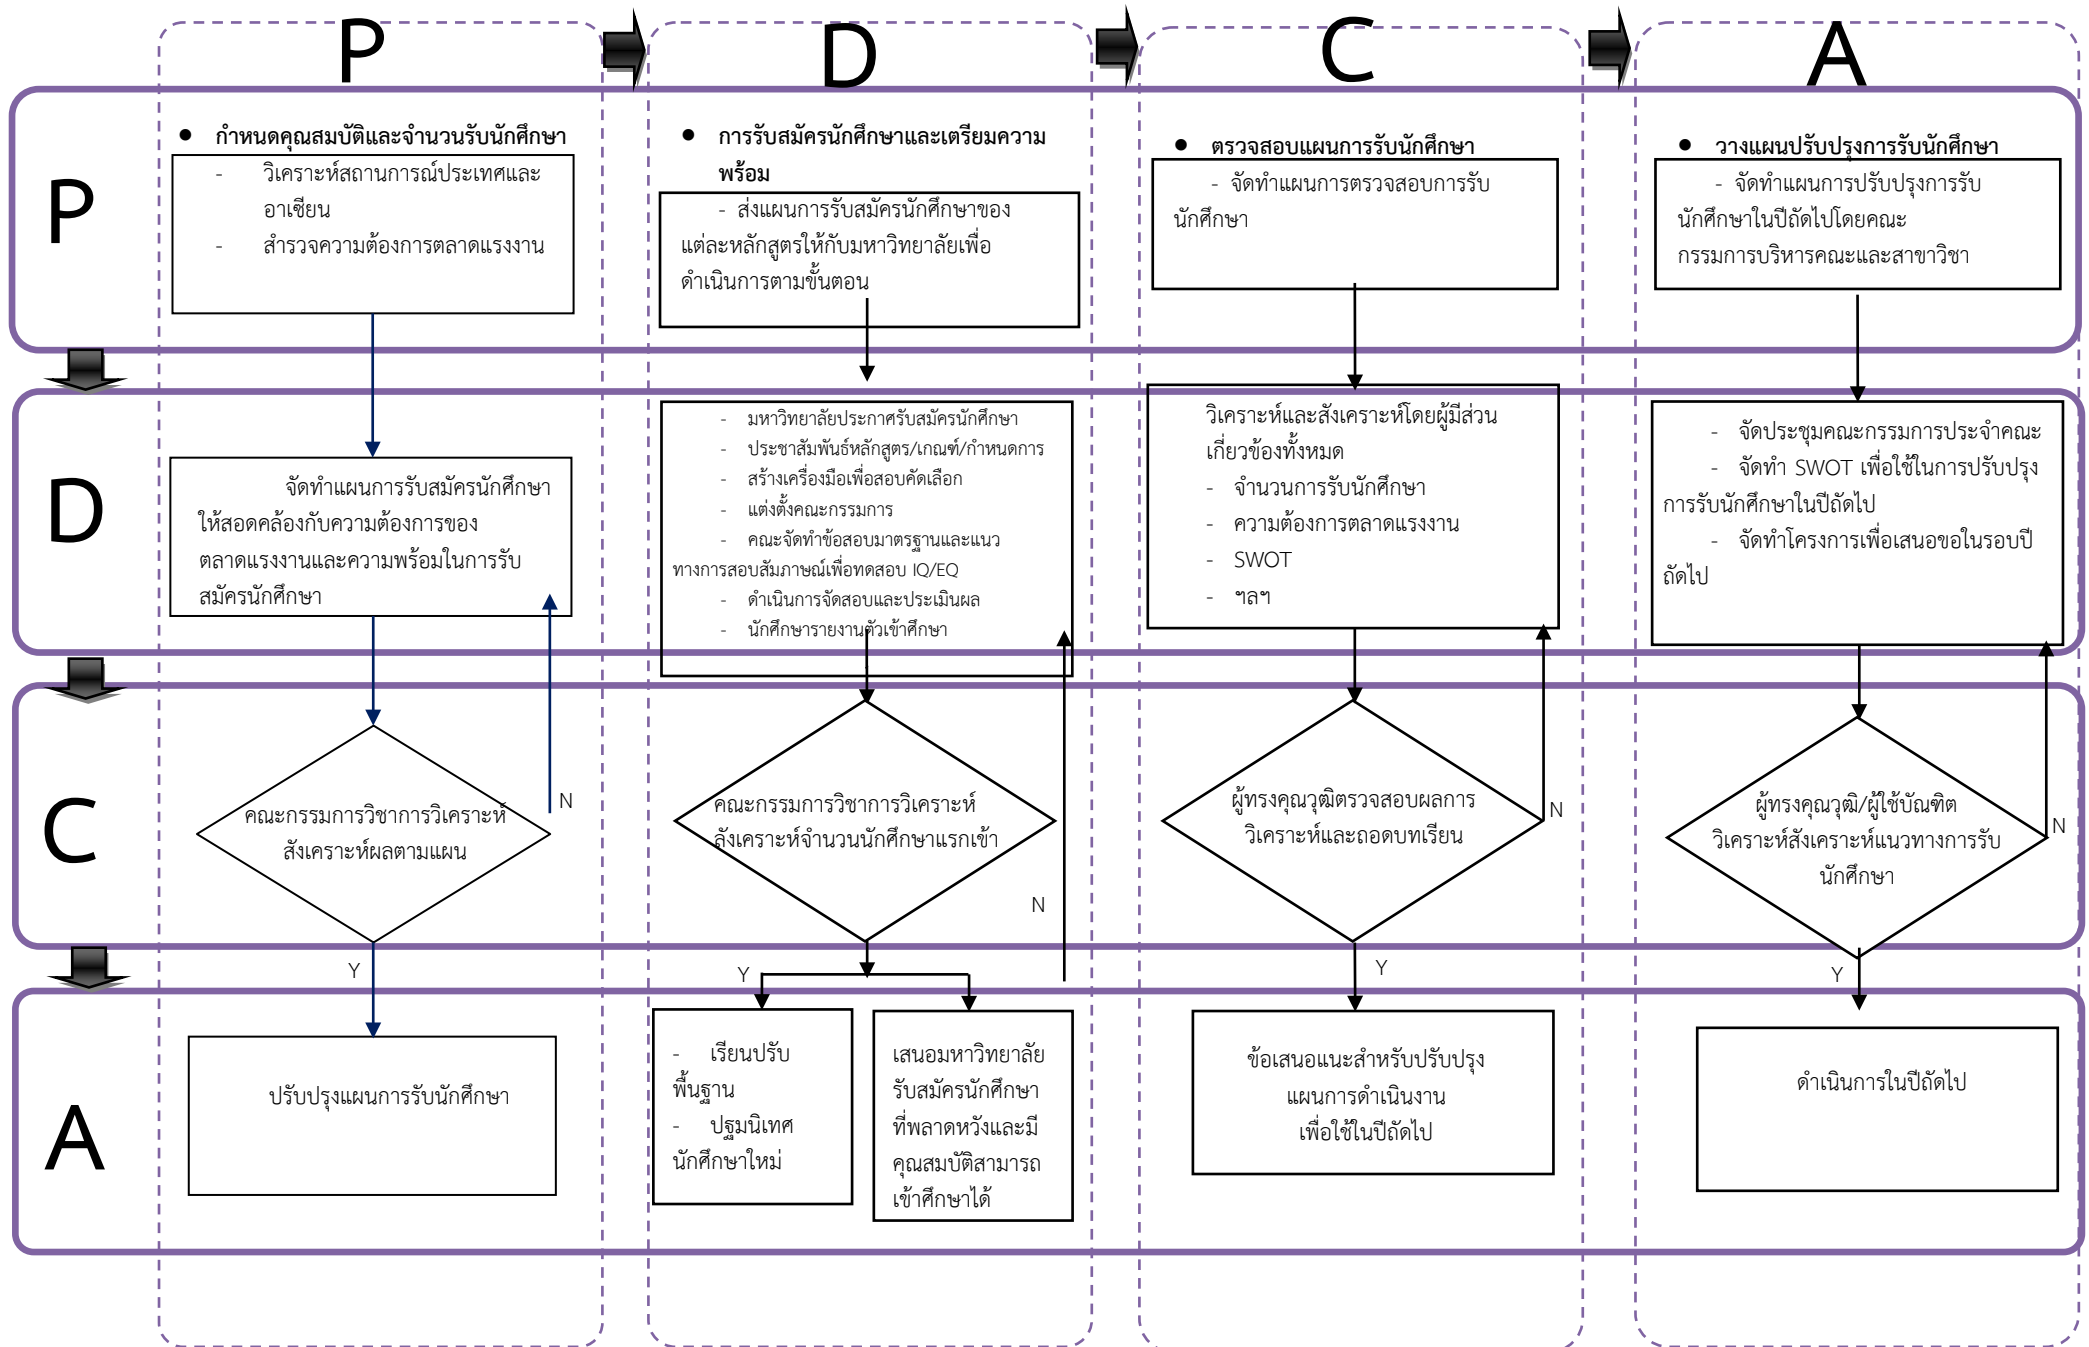 P
D
C
A
P
● กำหนดคุณสมบัติและจำนวนรับนักศึกษา
- วิเคราะห์สถานการณ์ประเทศและ
อาเซียน
- สำรวจความต้องการตลาดแรงงาน
● การรับสมัครนักศึกษาและเตรียมความ
พร้อม
- ส่งแผนการรับสมัครนักศึกษาของ
แต่ละหลักสูตรให้กับมหาวิทยาลัยเพื่อ
ดำเนินการตามขั้นตอน
● ตรวจสอบแผนการรับนักศึกษา
- จัดทำแผนการตรวจสอบการรับ
นักศึกษา
● วางแผนปรับปรุงการรับนักศึกษา
- จัดทำแผนการปรับปรุงการรับ
นักศึกษาในปีถัดไปโดยคณะ
กรรมการบริหารคณะและสาขาวิชา
D
จัดทำแผนการรับสมัครนักศึกษา
ให้สอดคล้องกับความต้องการของ
ตลาดแรงงานและความพร้อมในการรับ
สมัครนักศึกษา
- มหาวิทยาลัยประกาศรับสมัครนักศึกษา
- ประชาสัมพันธ์หลักสูตร/เกณฑ์/กำหนดการ
- สร้างเครื่องมือเพื่อสอบคัดเลือก
- แต่งตั้งคณะกรรมการ
- คณะจัดทำข้อสอบมาตรฐานและแนว
ทางการสอบสัมภาษณ์เพื่อทดสอบ IQ/EQ
- ดำเนินการจัดสอบและประเมินผล
- นักศึกษารายงานตัวเข้าศึกษา
วิเคราะห์และสังเคราะห์โดยผู้มีส่วน
เกี่ยวข้องทั้งหมด
- จำนวนการรับนักศึกษา
- ความต้องการตลาดแรงงาน
- SWOT
- ฯลฯ
- จัดประชุมคณะกรรมการประจำคณะ
- จัดทำ SWOT เพื่อใช้ในการปรับปรุง
การรับนักศึกษาในปีถัดไป
- จัดทำโครงการเพื่อเสนอขอในรอบปี
ถัดไป
C
คณะกรรมการวิชาการวิเคราะห์
สังเคราะห์ผลตามแผน
N
Y
คณะกรรมการวิชาการวิเคราะห์
สังเคราะห์จำนวนนักศึกษาแรกเข้า
N
Y
ผู้ทรงคุณวุฒิตรวจสอบผลการ
วิเคราะห์และถอดบทเรียน
N
Y
ผู้ทรงคุณวุฒิ/ผู้ใช้บัณฑิต
วิเคราะห์สังเคราะห์แนวทางการรับ
นักศึกษา
N
Y
A
ปรับปรุงแผนการรับนักศึกษา
- เรียนปรับ
พื้นฐาน
- ปฐมนิเทศ
นักศึกษาใหม่
เสนอมหาวิทยาลัย
รับสมัครนักศึกษา
ที่พลาดหวังและมี
คุณสมบัติสามารถ
เข้าศึกษาได้
ข้อเสนอแนะสำหรับปรับปรุง
แผนการดำเนินงาน
เพื่อใช้ในปีถัดไป
ดำเนินการในปีถัดไป